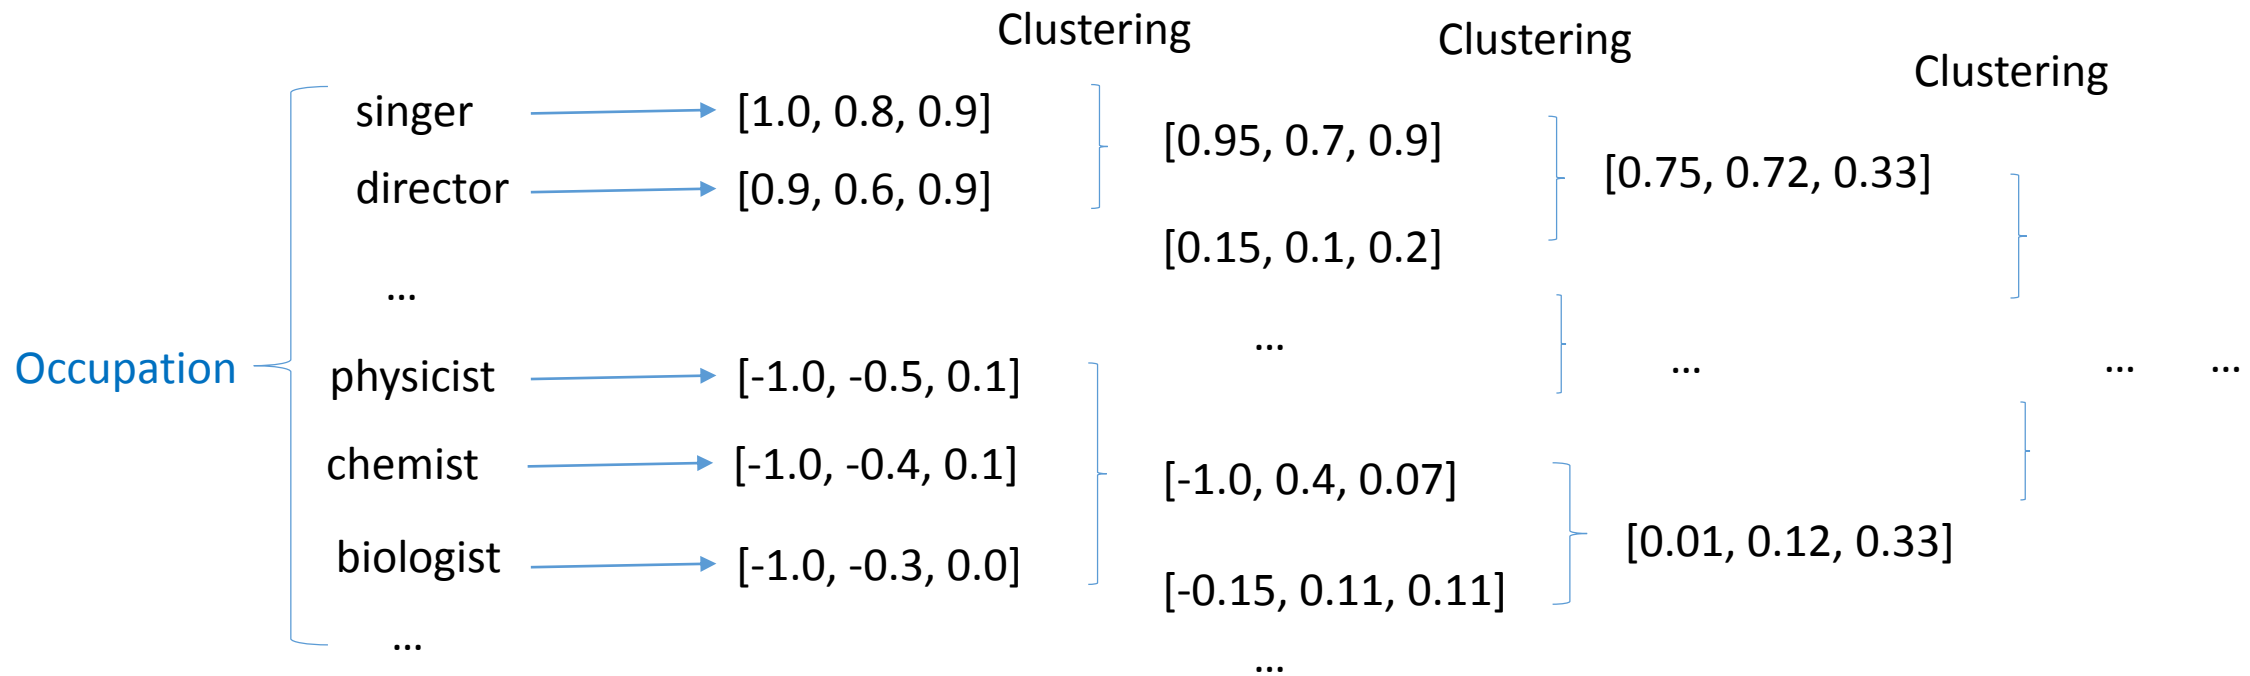 Clustering
Clustering
Clustering
singer [1.0, 0.8, 0.9]
[0.95, 0.7, 0.9]
[0.75, 0.72, 0.33]
director [0.9, 0.6, 0.9]
[0.15, 0.1, 0.2]
...
...
Occupation
physicist [-1.0, -0.5, 0.1]
...
... ...
chemist [-1.0, -0.4, 0.1]
[-1.0, 0.4, 0.07]
[0.01, 0.12, 0.33]
biologist [-1.0, -0.3, 0.0]
[-0.15, 0.11, 0.11]
...
...